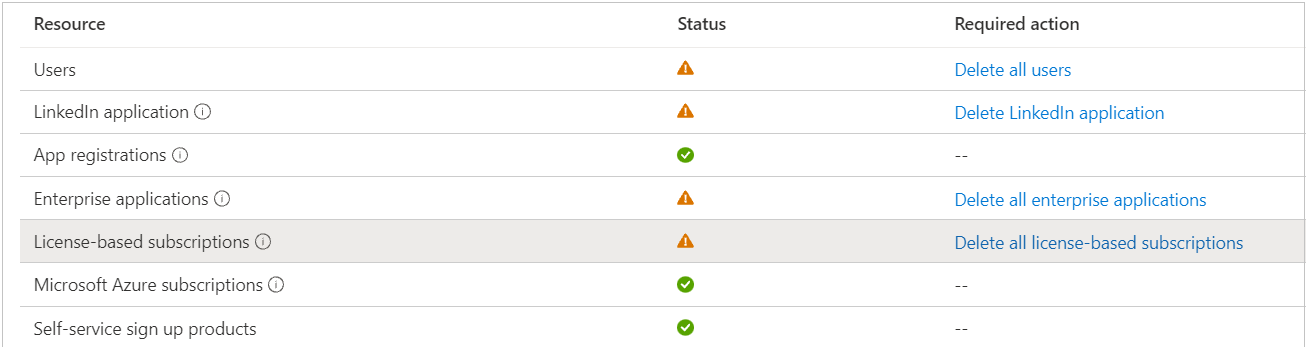 Resource Status Required action
Users Delete all users
LinkedIn application Delete LinkedIn application
App registrations --
Enterprise applications Delete all enterprise applications
License-based subscriptions Delete all license-based subscriptions
Microsoft Azure subscriptions --
Self-service sign up products --